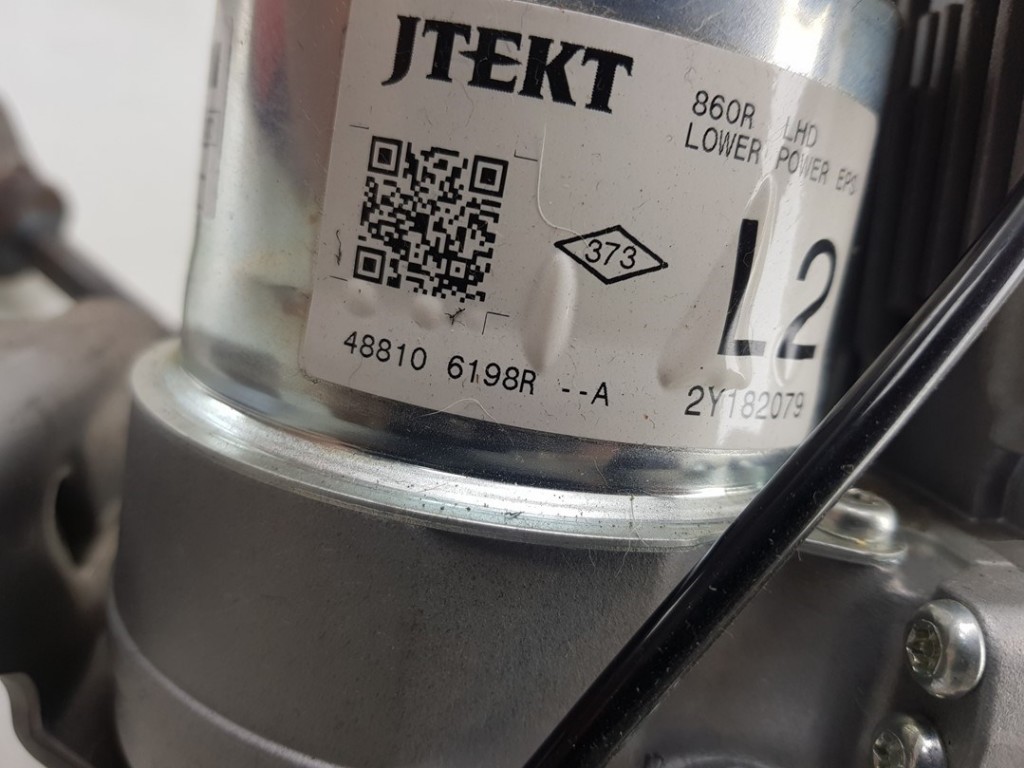 JTEKT
860R LHD
LOWER POWER EPS
373
L2
48810 6198R --A
2Y182079